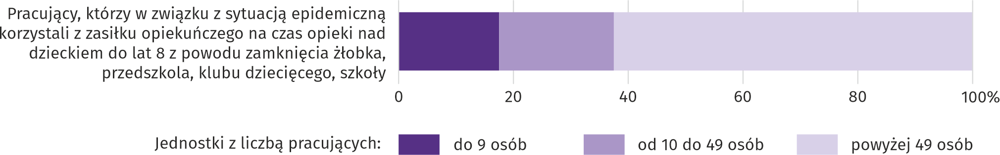 Pracujący, którzy w związku z sytuacją epidemiczną
korzystali z zasiłku opiekuńczego na czas opieki nad
dzieckiem do lat 8 z powodu zamknięcia żłobka,
przedszkola, klubu dziecięcego, szkoły
0 20 40 60 80 100%
Jednostki z liczbą pracujących: do 9 osób od 10 do 49 osób powyżej 49 osób